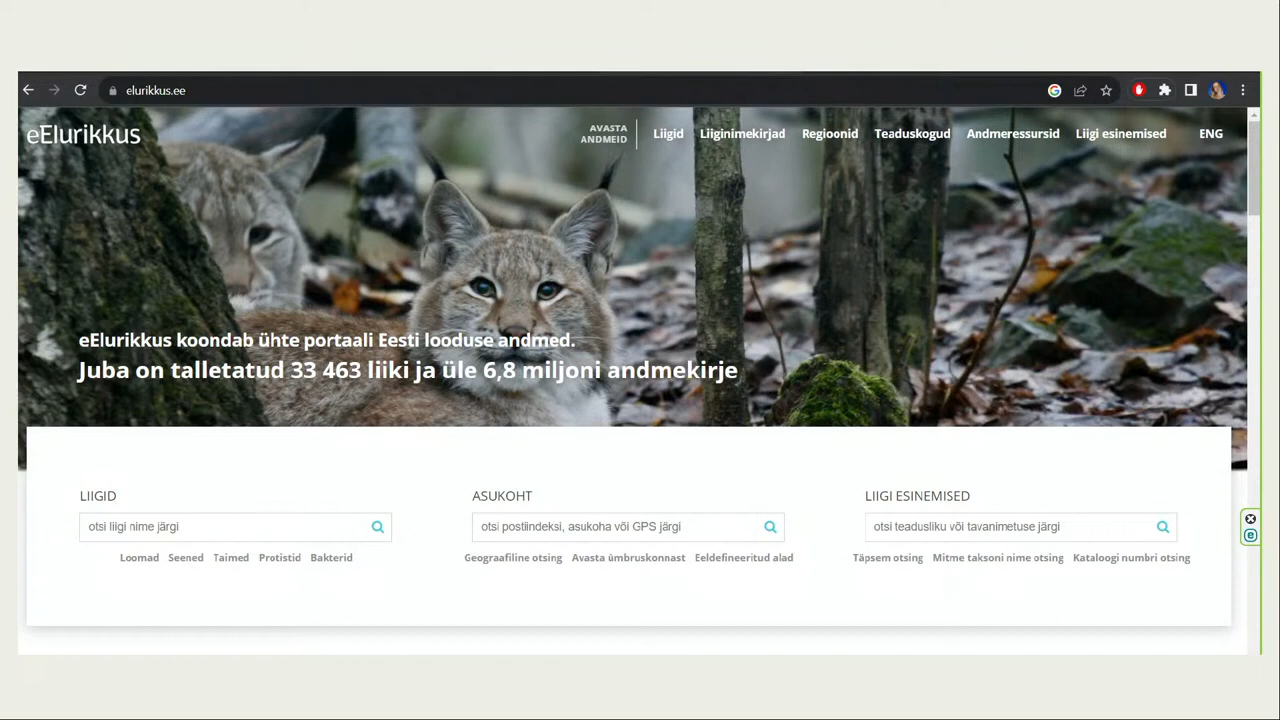 elurikkus.ee
eElurikkus
AVASTA
ANDMEID
Liigid
Liiginimekirjad
Regioonid
Teaduskogud
Andmeressursid
Liigi esinemised
ENG
eElurikkus koondab ühte portaali Eesti looduse andmed.
Juba on talletatud 33 463 liiki ja üle 6,8 miljoni andmekirje
LIIGID
otsi liigi nime järgi
Loomad Seened Taimed Protistid Bakterid
ASUKOHT
otsi postiindeksi, asukoha või GPS järgi
Geograafiline otsing Avasta ümbruskonnast Eeldefineeritud alad
LIIGI ESINEMISED
otsi teadusliku või tavanimetuse järgi
Täpsem otsing Mitme taksoni nime otsing Kataloogi numbri otsing